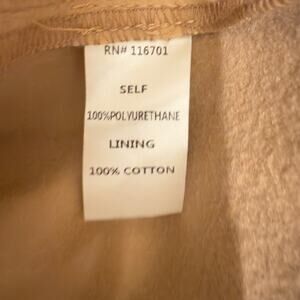 RN# 116701
SELF
100%POLYURETHANE
LINING
100% COTTON